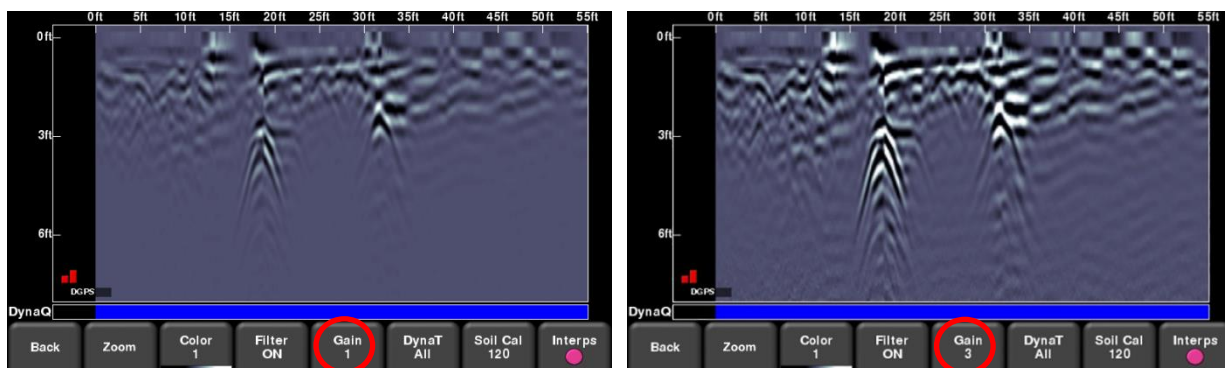 0ft 5ft 10ft 15ft 20ft 25ft 30ft 35ft 40ft 45ft 50ft 55ft
0ft
3ft
6ft
DGPS
DynaQ
Back Zoom Color 1 Filter ON Gain 1 DynaT All Soil Cal 120 Interps
0ft 5ft 10ft 15ft 20ft 25ft 30ft 35ft 40ft 45ft 50ft 55ft
0ft
3ft
6ft
DGPS
DynaQ
Back Zoom Color 1 Filter ON Gain 3 DynaT All Soil Cal 120 Interps